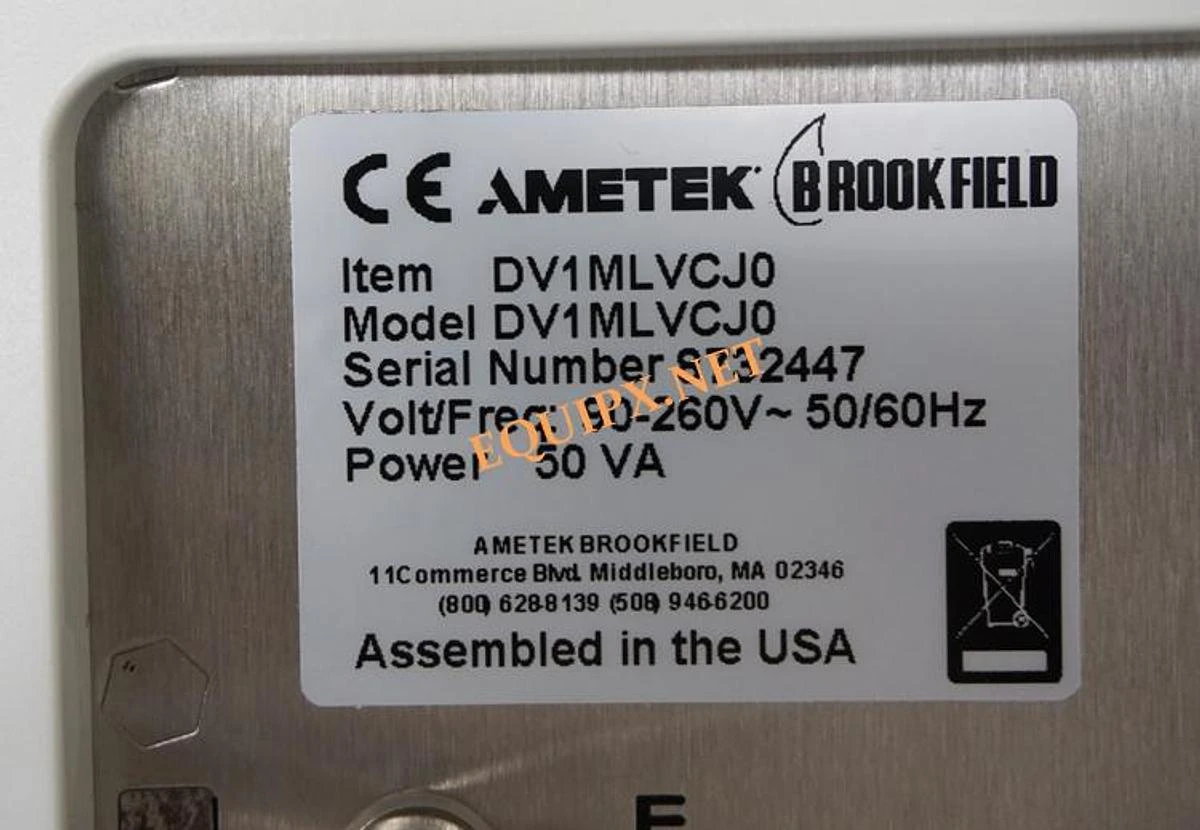 CE AMETEK BROOKFIELD
Item DV1MLVCJ0
Model DV1MLVCJ0
Serial Number
Volt/Freq: 90-260V~ 50/60Hz
Power 50 VA
EQUIPX.NET
AMETEK BROOKFIELD
11Commerce Blvd. Middleboro, MA 02346
(800) 628-8139 (508) 946-6200
Assembled in the USA
E